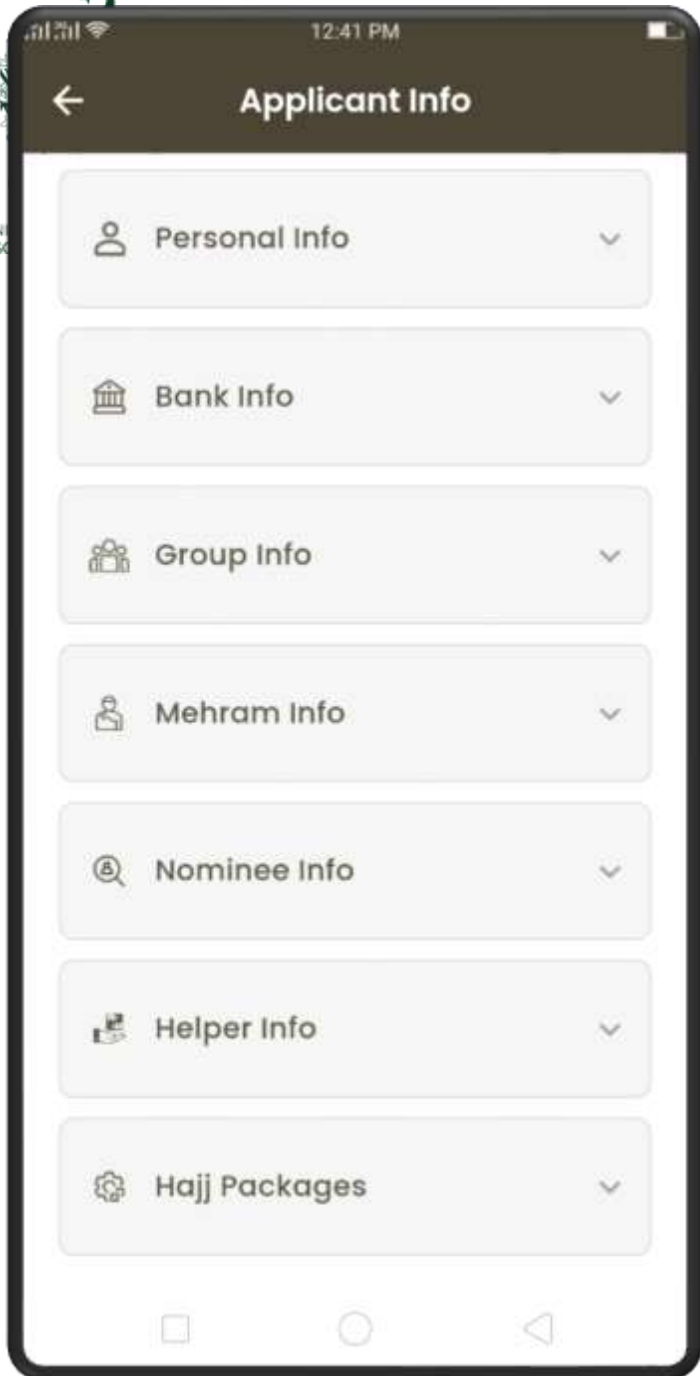 12:41 PM
Applicant Info
Personal Info
Bank Info
Group Info
Mehram Info
Nominee Info
Helper Info
Hajj Packages